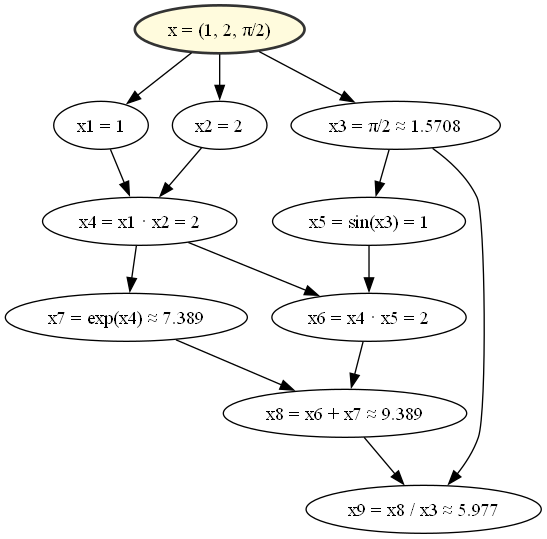 x = (1, 2, π/2)
x1 = 1
x2 = 2
x3 = π/2 ≈ 1.5708
x4 = x1 · x2 = 2
x5 = sin(x3) = 1
x7 = exp(x4) ≈ 7.389
x6 = x4 · x5 = 2
x8 = x6 + x7 ≈ 9.389
x9 = x8 / x3 ≈ 5.977